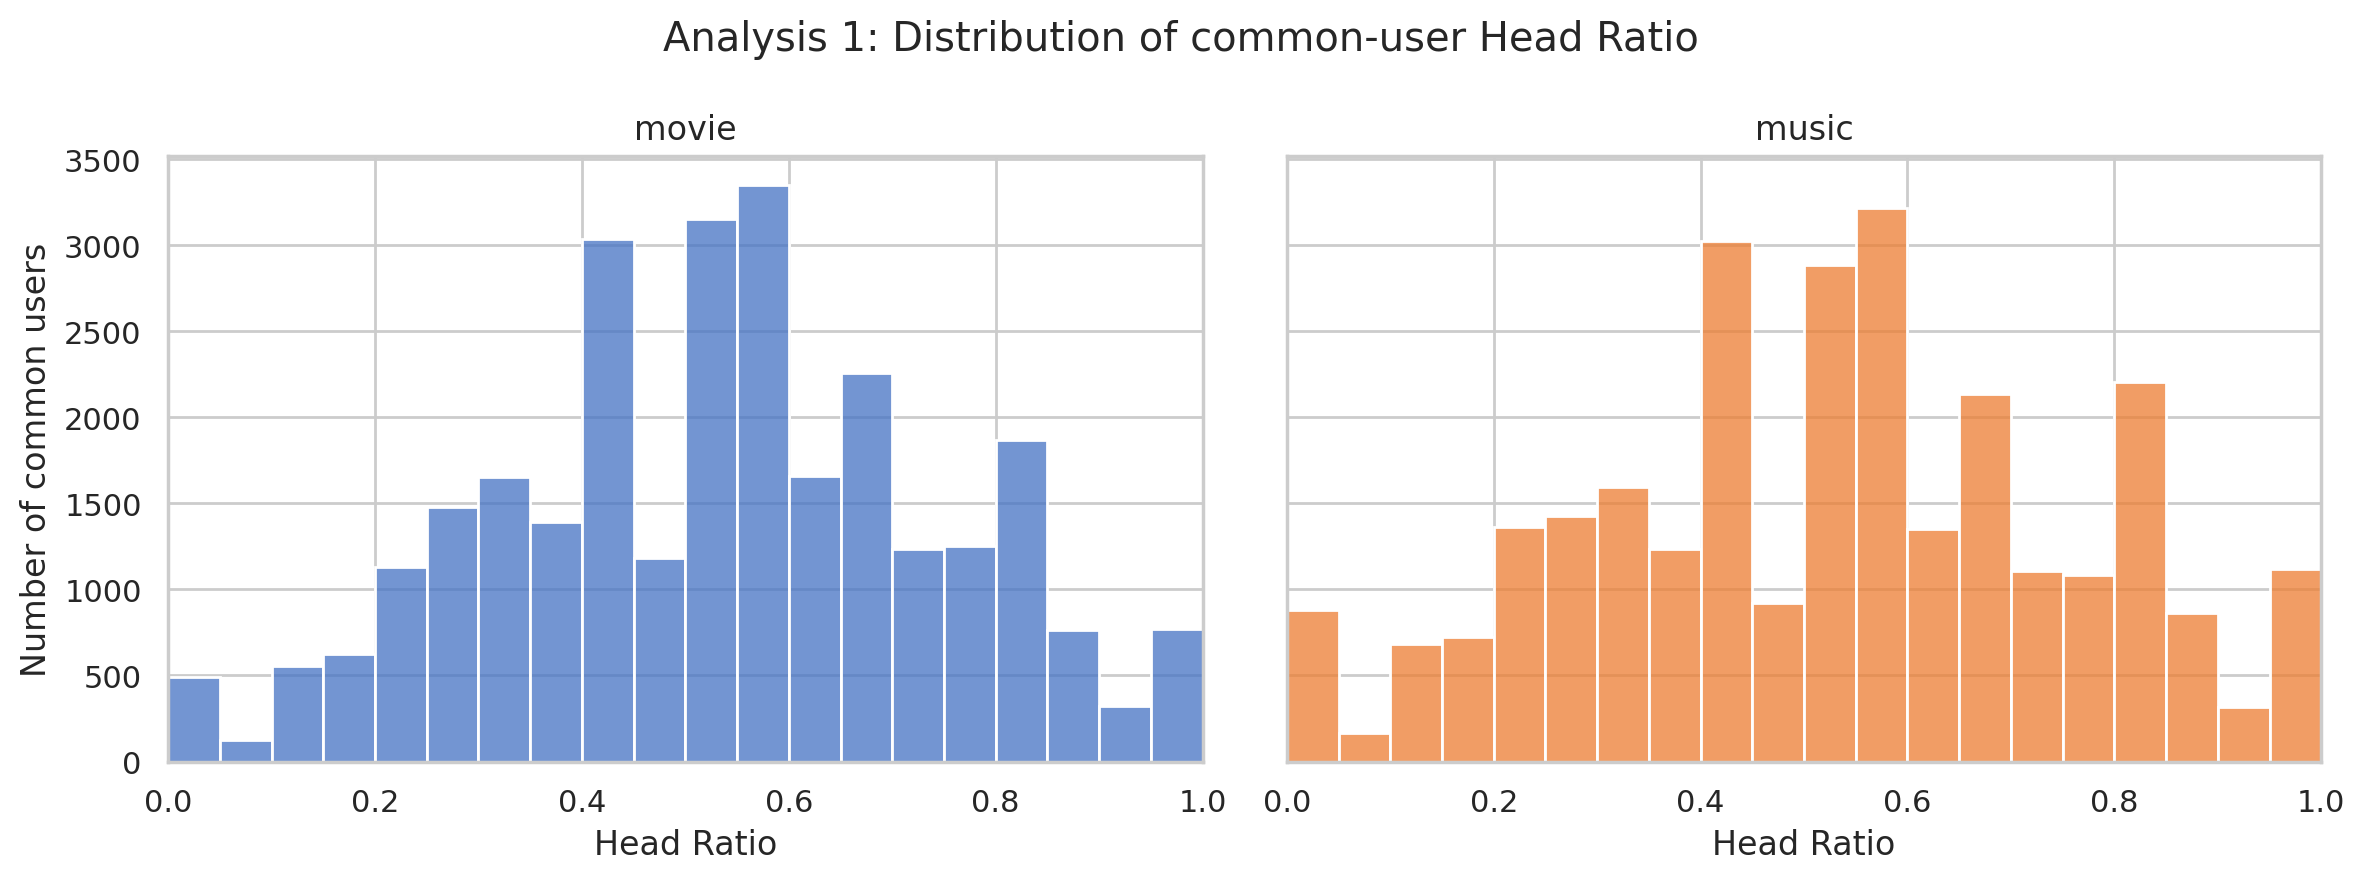 Analysis 1: Distribution of common-user Head Ratio
movie
music
Number of common users
3500
3000
2500
2000
1500
1000
500
0
0.0 0.2 0.4 0.6 0.8 1.0
0.0 0.2 0.4 0.6 0.8 1.0
Head Ratio
Head Ratio